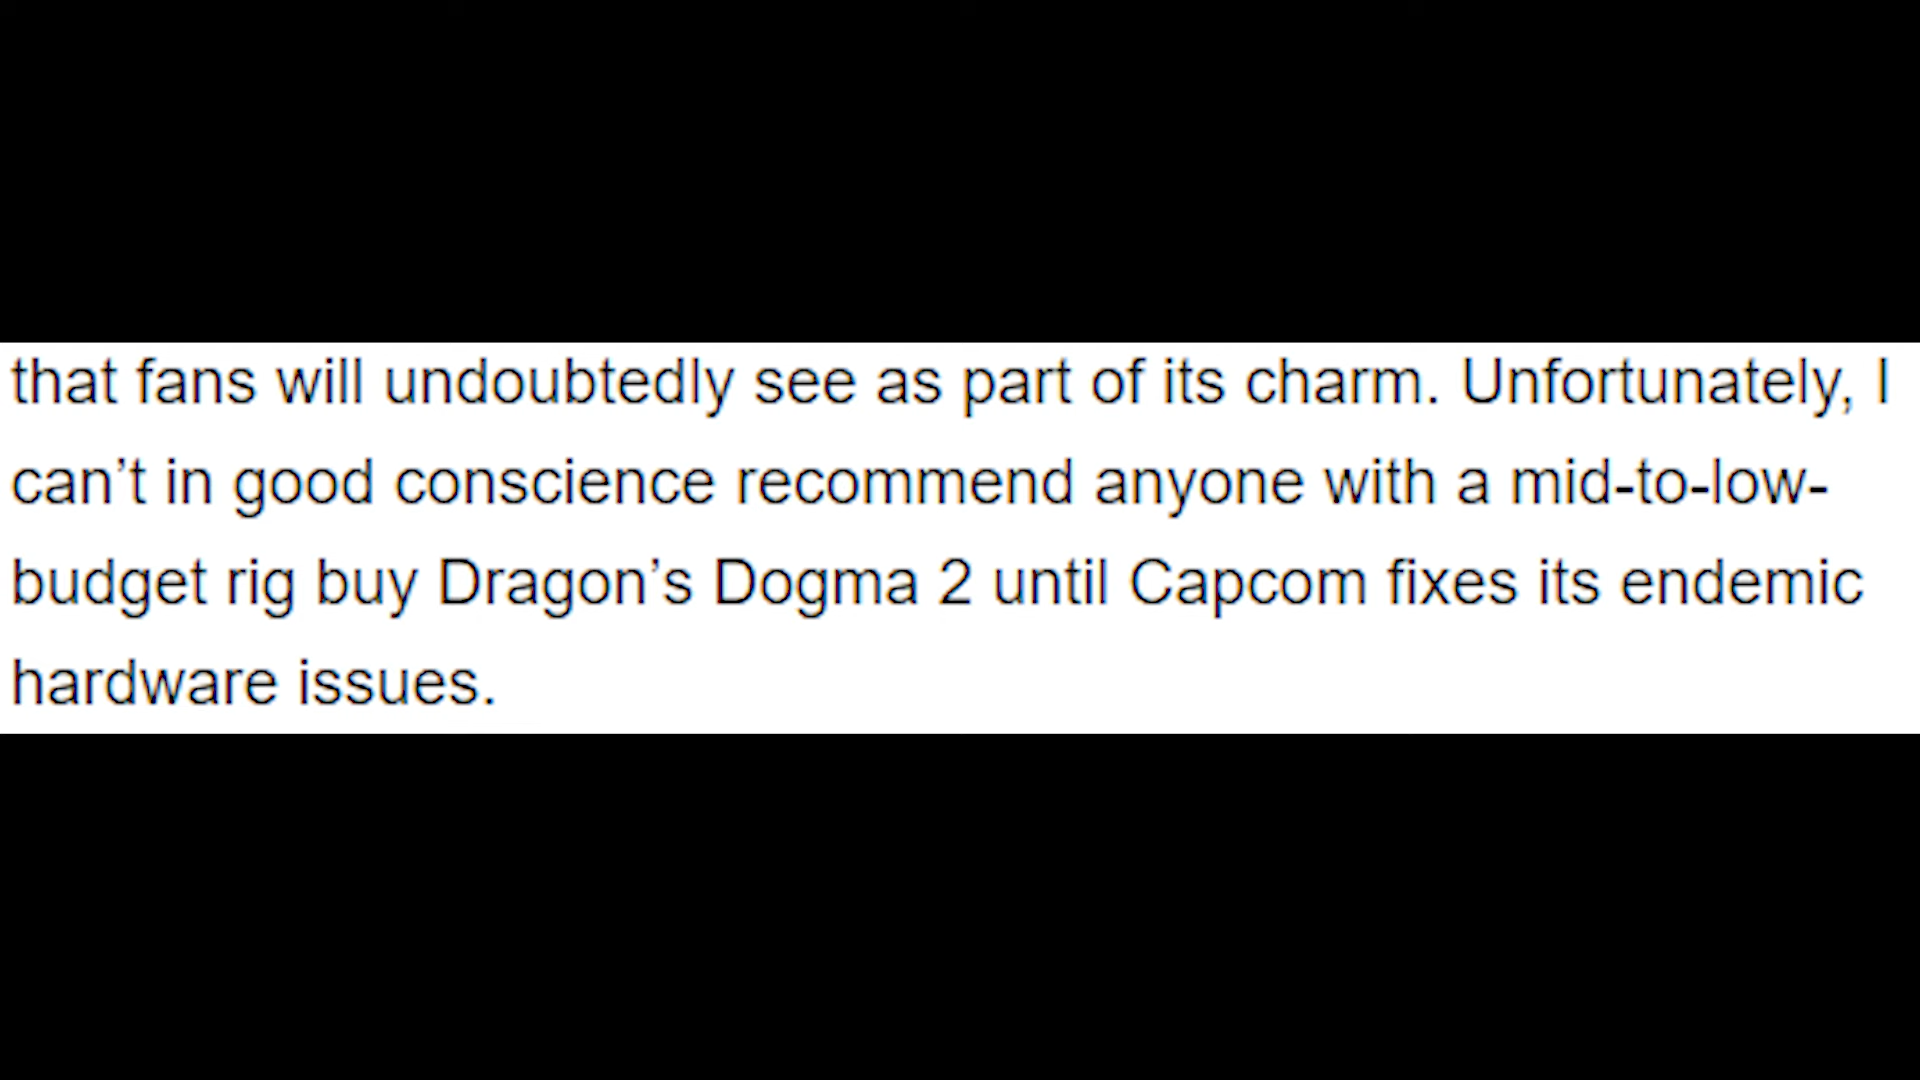 that fans will undoubtedly see as part of its charm. Unfortunately, I
can’t in good conscience recommend anyone with a mid-to-low-
budget rig buy Dragon’s Dogma 2 until Capcom fixes its endemic
hardware issues.